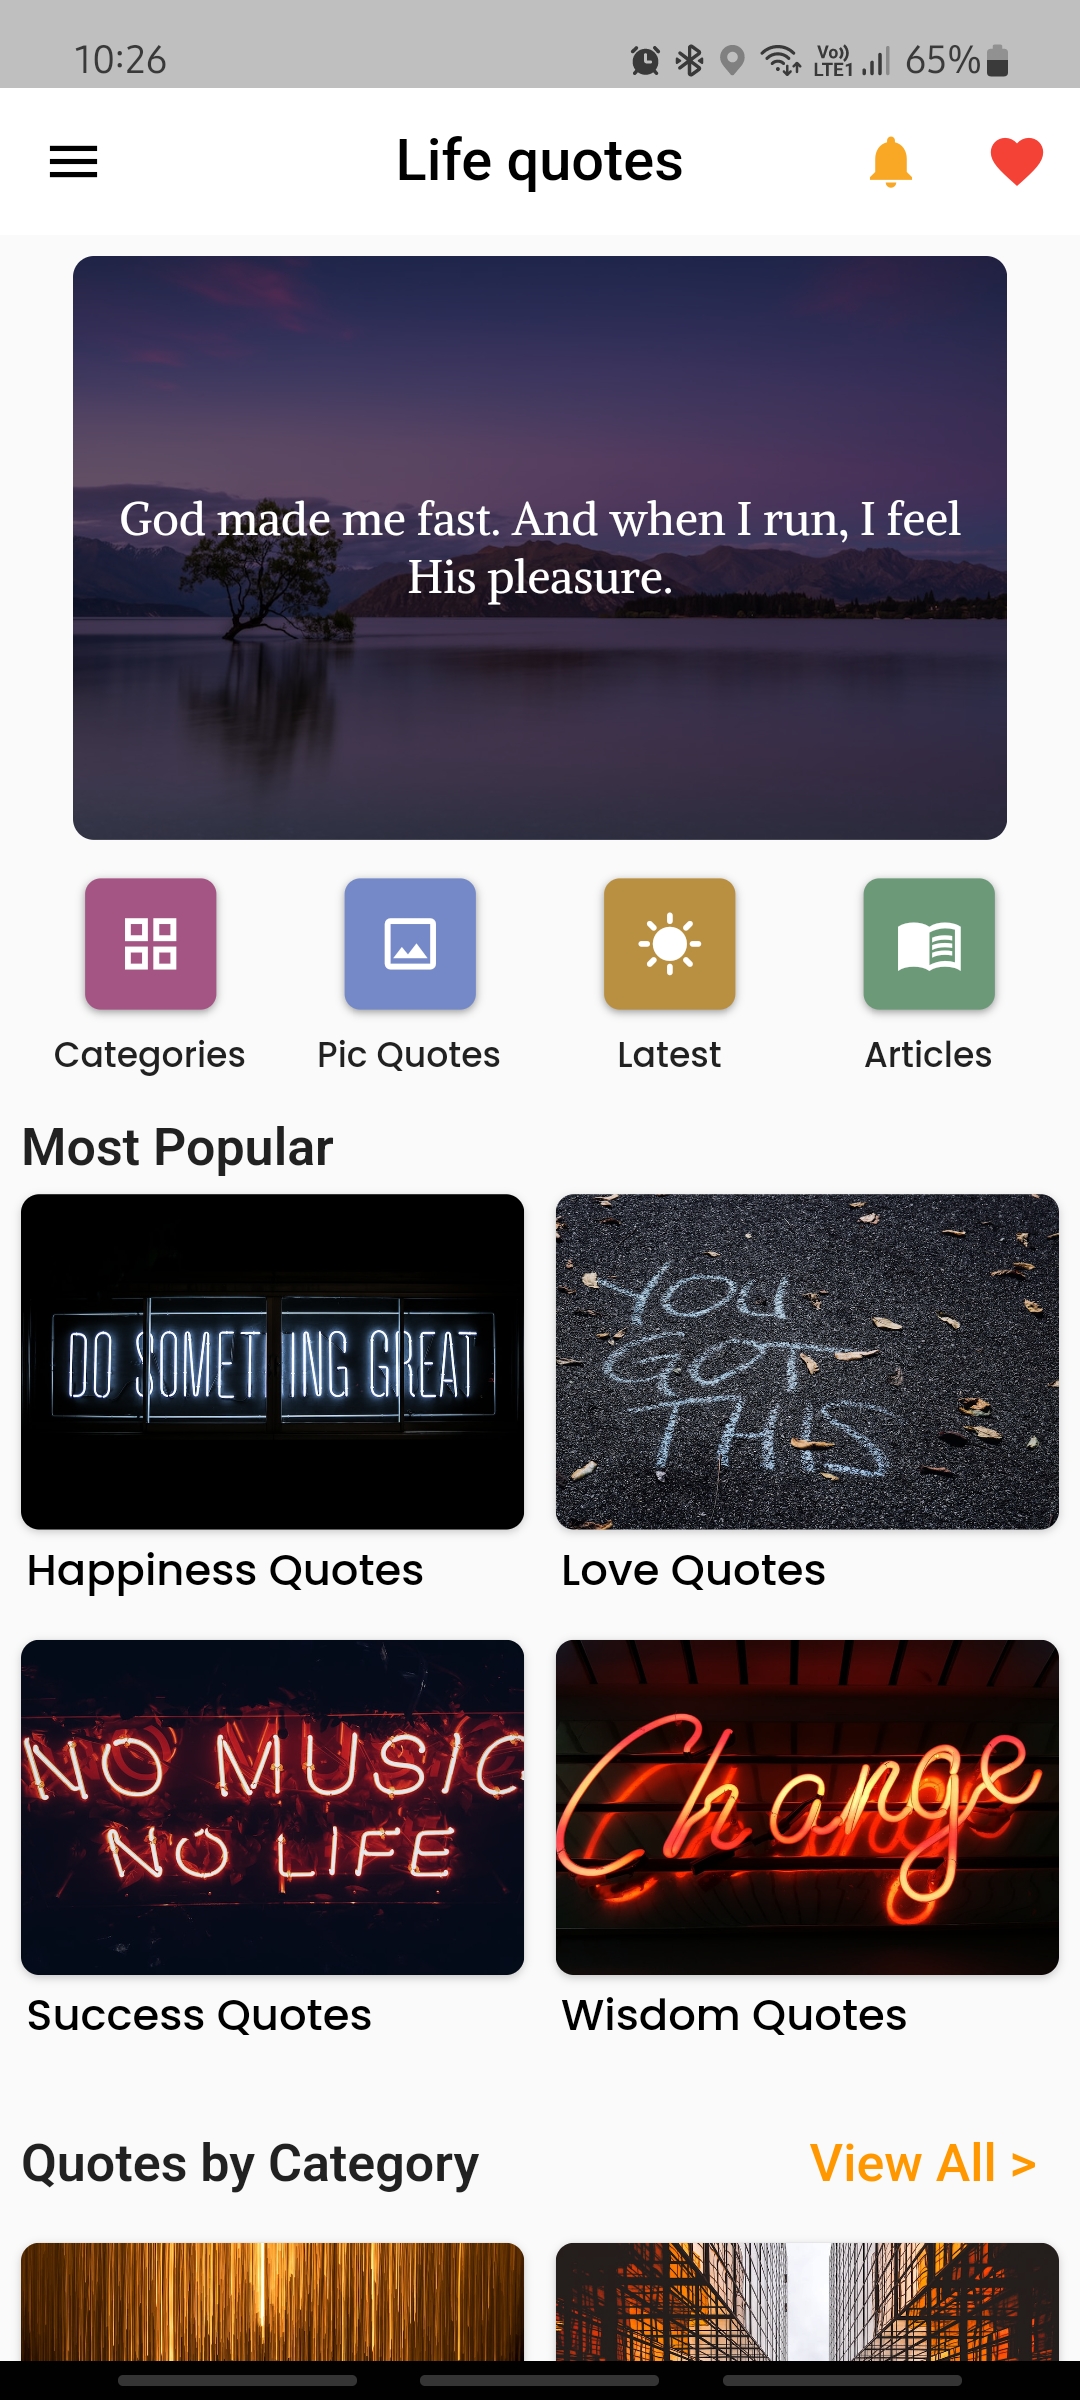 10:26
Vo))
LTE1
65%
Life quotes
God made me fast. And when I run, I feel
His pleasure.
Categories
Pic Quotes
Latest
Articles
Most Popular
DO SOMETHING GREAT
YOU
GOT
THIS
Happiness Quotes
Love Quotes
NO MUSIC
NO LIFE
Change
Success Quotes
Wisdom Quotes
Quotes by Category
View All >